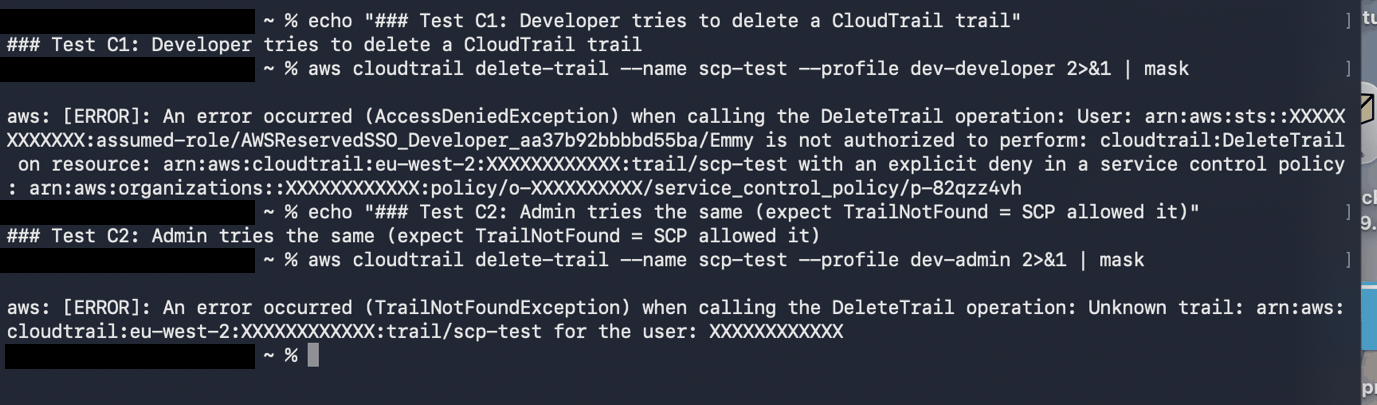 ~ % echo "### Test C1: Developer tries to delete a CloudTrail trail"
### Test C1: Developer tries to delete a CloudTrail trail
~ % aws cloudtrail delete-trail --name scp-test --profile dev-developer 2>&1 | mask
aws: [ERROR]: An error occurred (AccessDeniedException) when calling the DeleteTrail operation: User: arn:aws:sts::XXXXX
XXXXXXX:assumed-role/AWSReservedSSO_Developer_aa37b92bbbbd55ba/Emmy is not authorized to perform: cloudtrail:DeleteTrail
on resource: arn:aws:cloudtrail:eu-west-2:XXXXXXXXXXXX:trail/scp-test with an explicit deny in a service control policy
: arn:aws:organizations::XXXXXXXXXXXX:policy/o-XXXXXXXXXX/service_control_policy/p-82qzz4vh
~ % echo "### Test C2: Admin tries the same (expect TrailNotFound = SCP allowed it)"
### Test C2: Admin tries the same (expect TrailNotFound = SCP allowed it)
~ % aws cloudtrail delete-trail --name scp-test --profile dev-admin 2>&1 | mask
aws: [ERROR]: An error occurred (TrailNotFoundException) when calling the DeleteTrail operation: Unknown trail: arn:aws:
cloudtrail:eu-west-2:XXXXXXXXXXXX:trail/scp-test for the user: XXXXXXXXXXXX
~ %